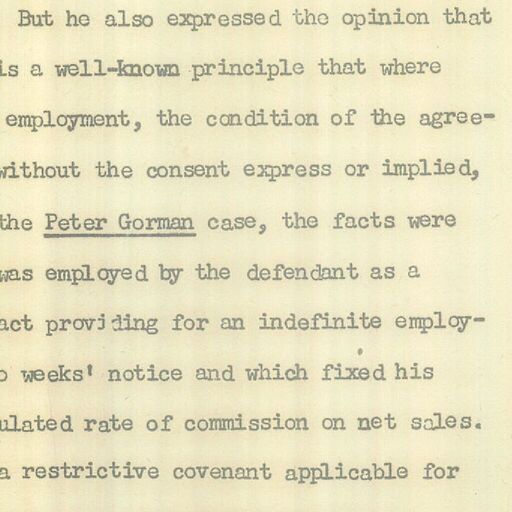 But he also expressed the opinion that
is a well-known principle that where
employment, the condition of the agree-
without the consent express or implied,
the Peter Gorman case, the facts were
was employed by the defendant as a
act providing for an indefinite employ-
o weeks' notice and which fixed his
ulated rate of commission on net sales.
a restrictive covenant applicable for